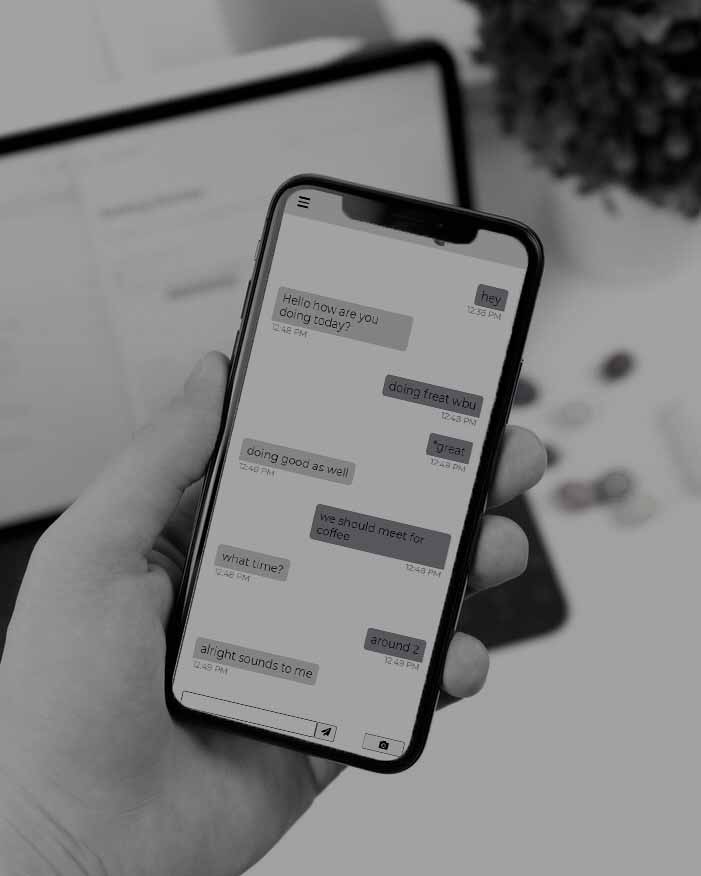 hey
12:36 PM
Hello how are you
doing today?
12:48 PM
doing freat wbu
12:48 PM
*great
12:48 PM
doing good as well
12:48 PM
we should meet for
coffee
12:48 PM
what time?
12:48 PM
around 2
12:49 PM
alright sounds to me
12:49 PM